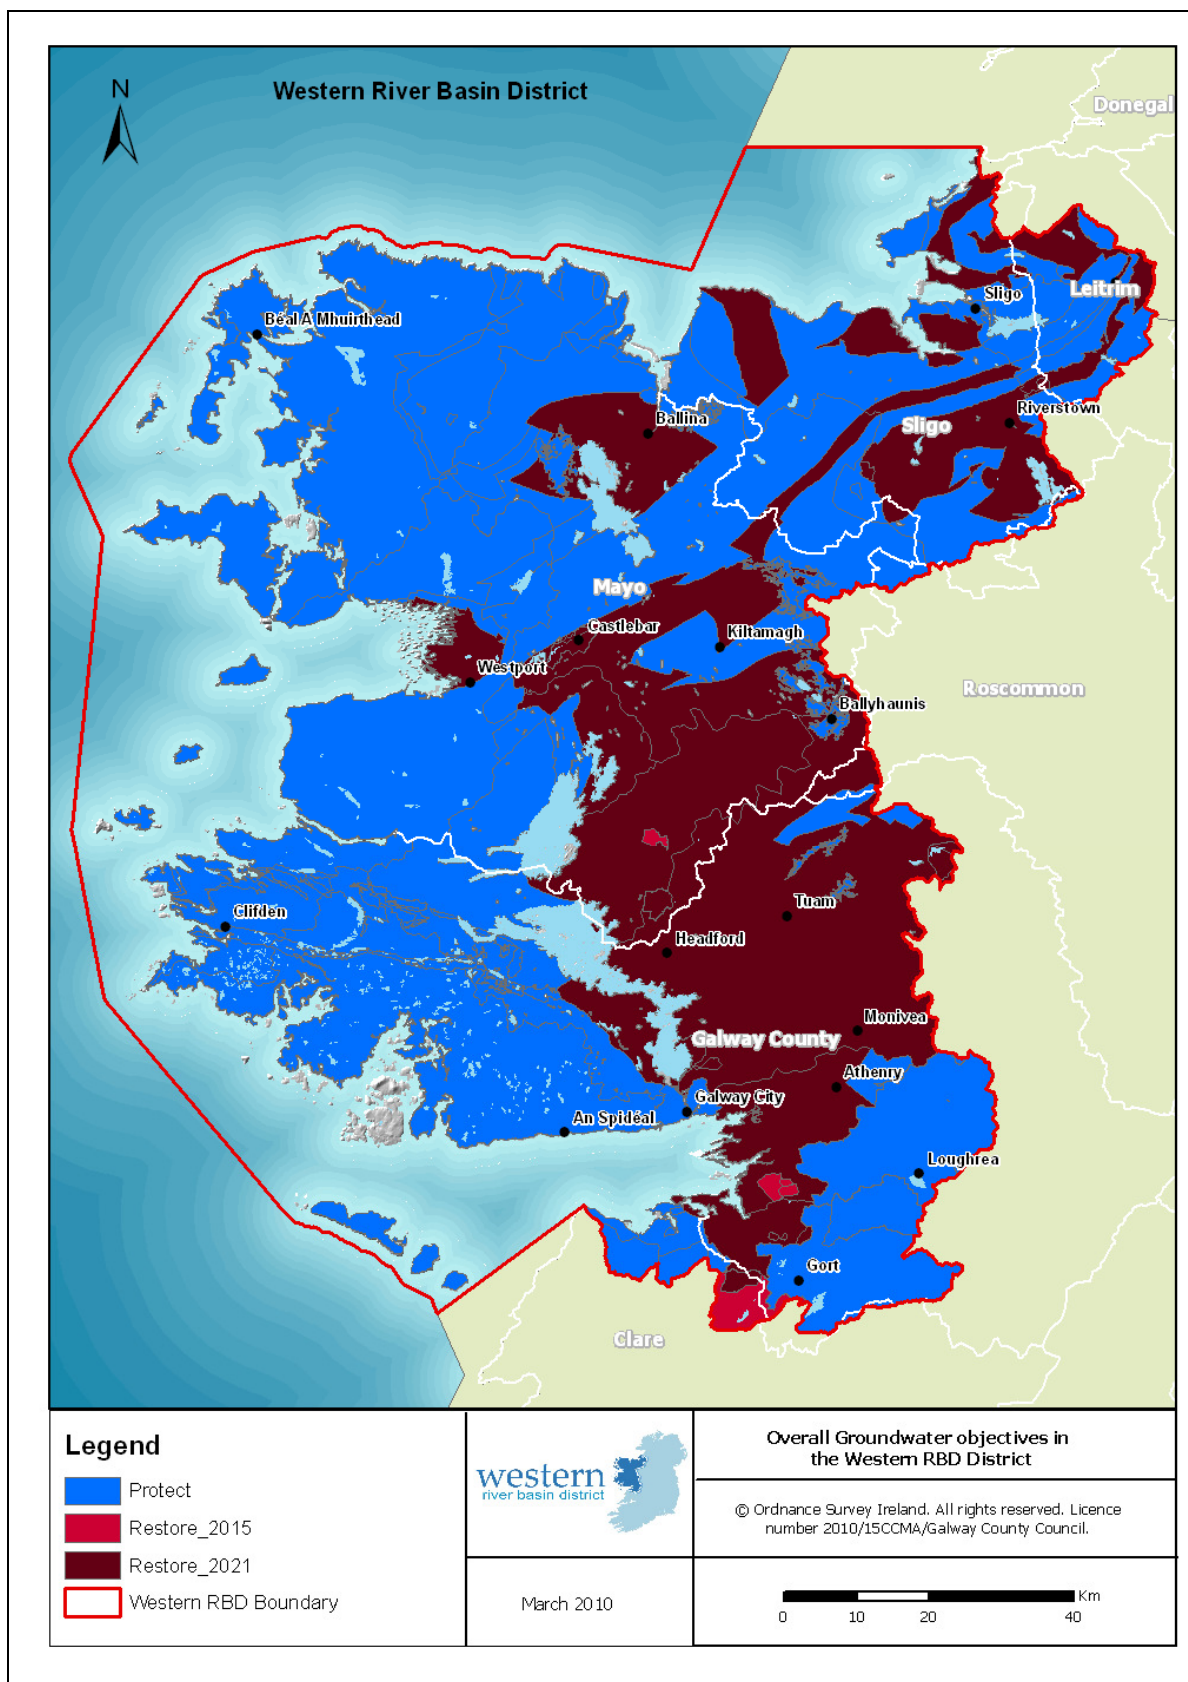 Western River Basin District
N
Donegal
Leitrim
Sligo
Béal A Mhuirthead
Riverstown
Ballina
Sligo
Mayo
Castlebar
Kiltamagh
Westport
Roscommon
Ballyhaunis
Clifden
Tuam
Headford
Monivea
Galway County
Athenry
Galway City
An Spidéal
Loughrea
Gort
Clare
Legend
Protect
Restore_2015
Restore_2021
Western RBD Boundary
western
river basin district
March 2010
Overall Groundwater objectives in
the Western RBD District
© Ordnance Survey Ireland. All rights reserved. Licence
number 2010/15CCMA/Galway County Council.
Km
0 10 20 40